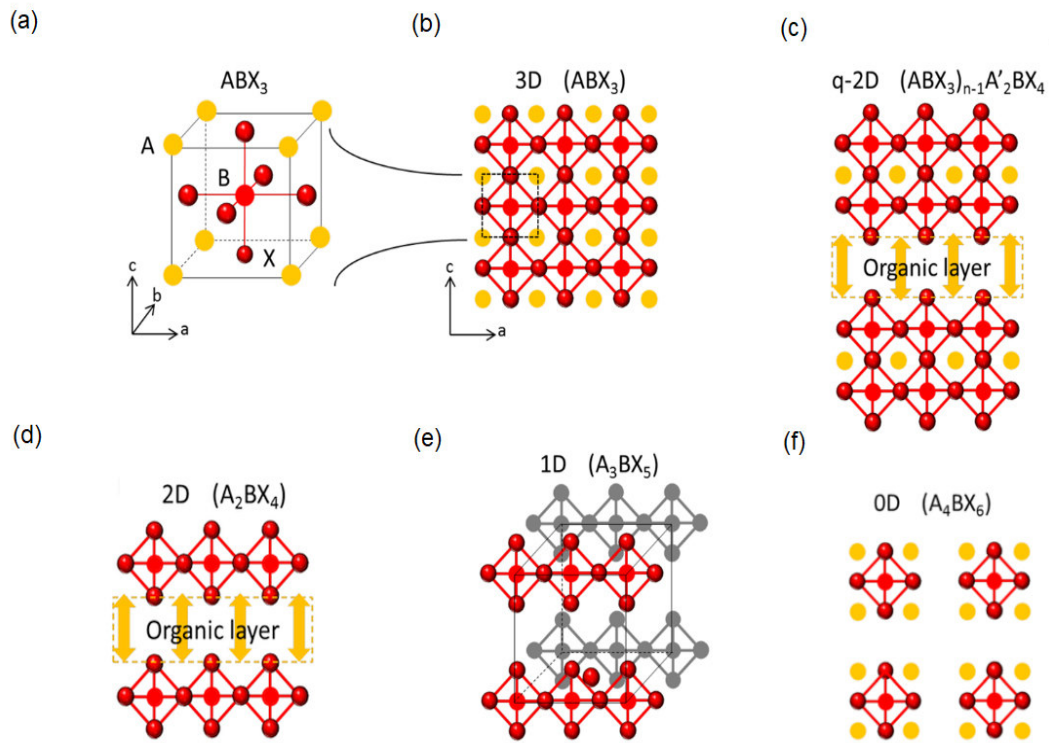 (a)
ABX₃
A
B
X
c
b
a
(b)
3D (ABX₃)
c
a
(c)
q-2D (ABX₃)ₙ₋₁A'₂BX₄
Organic layer
(d)
2D (A₂BX₄)
Organic layer
(e)
1D (A₃BX₅)
(f)
0D (A₄BX₆)